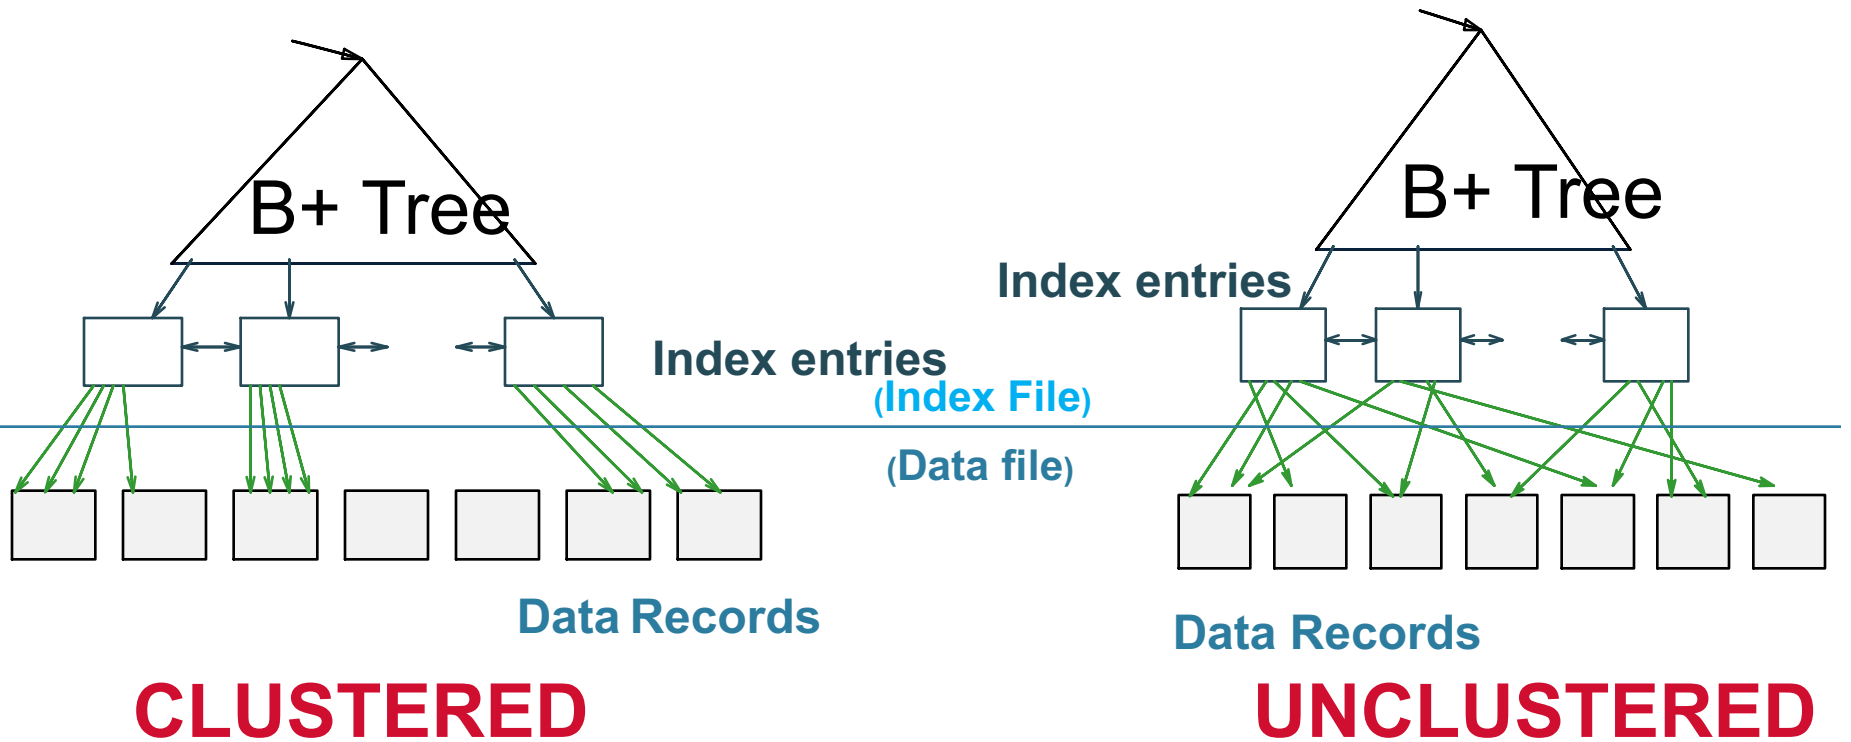 B+ Tree
B+ Tree
Index entries
Index entries
(Index File)
(Data file)
Data Records
Data Records
CLUSTERED
UNCLUSTERED